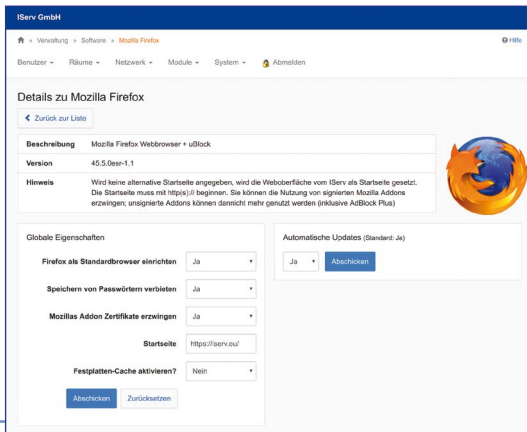 IServ GmbH
» Verwaltung » Software » Mozilla Firefox
Hilfe
Benutzer Räume Netzwerk Module System Abmelden
Details zu Mozilla Firefox
Zurück zur Liste
Beschreibung Mozilla Firefox Webbrowser + uBlock
Version 45.5.0esr-1.1
Hinweis Wird keine alternative Startseite angegeben, wird die Weboberfläche vom IServ als Startseite gesetzt.
Die Startseite muss mit http(s):// beginnen. Sie können die Nutzung von signierten Mozilla Addons
erzwingen; unsignierte Addons können dannicht mehr genutzt werden (inklusive AdBlock Plus)
Globale Eigenschaften
Firefox als Standardbrowser einrichten Ja
Speichern von Passwörtern verbieten Ja
Mozillas Addon Zertifikate erzwingen Ja
Startseite https://iserv.eu/
Festplatten-Cache aktivieren? Nein
Abschicken Zurücksetzen
Automatische Updates (Standard: Ja)
Ja Abschicken